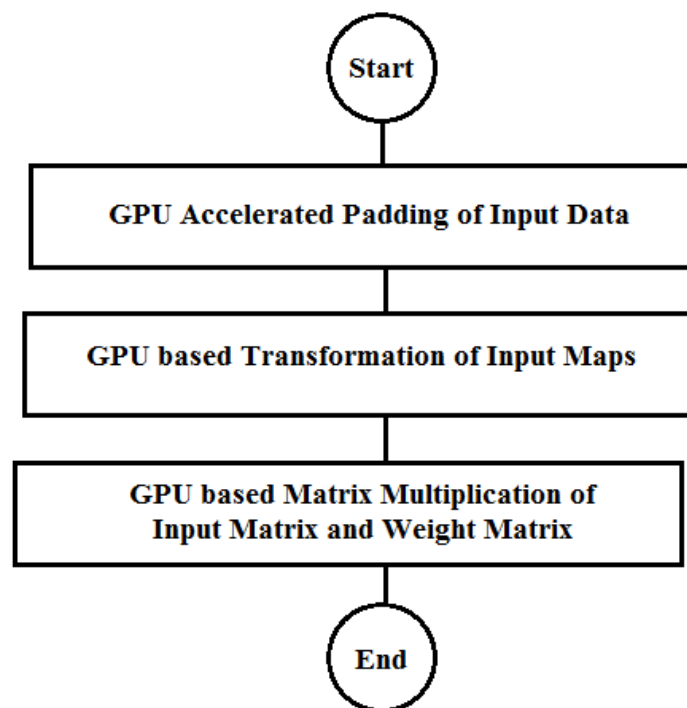 Start
GPU Accelerated Padding of Input Data
GPU based Transformation of Input Maps
GPU based Matrix Multiplication of
Input Matrix and Weight Matrix
End